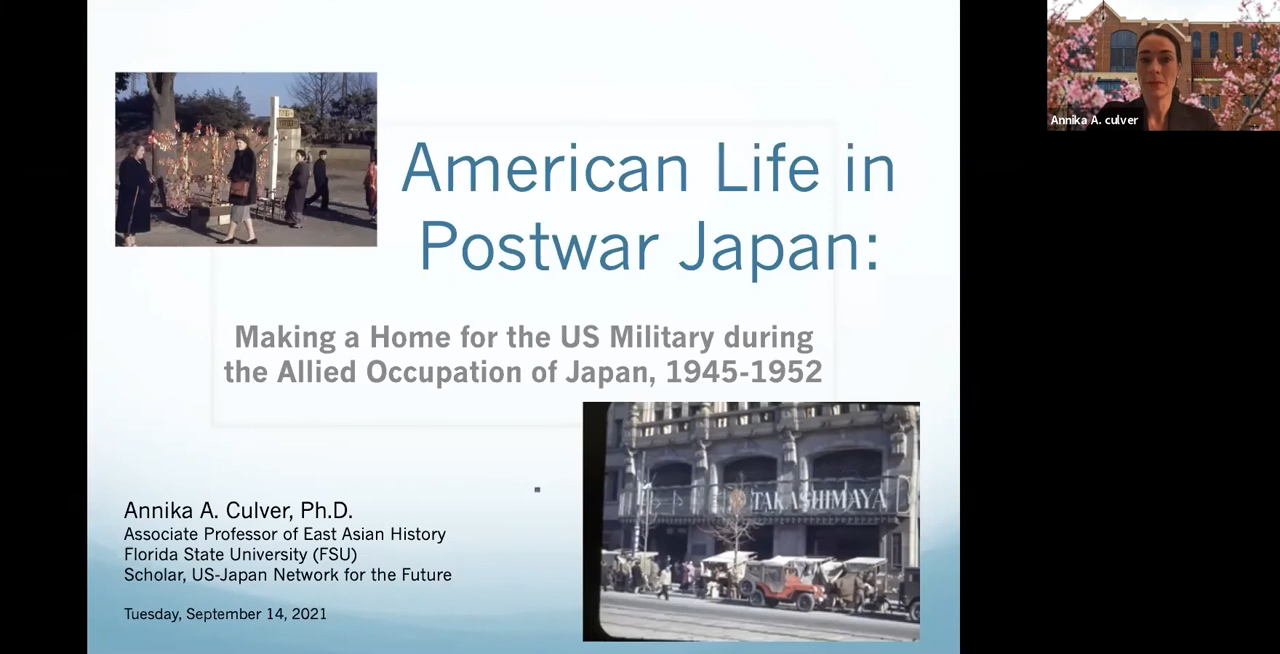 American Life in
Postwar Japan:
Making a Home for the US Military during
the Allied Occupation of Japan, 1945-1952
TAKASHIMAYA
Annika A. Culver, Ph.D.
Associate Professor of East Asian History
Florida State University (FSU)
Scholar, US-Japan Network for the Future
Tuesday, September 14, 2021
Annika A. culver